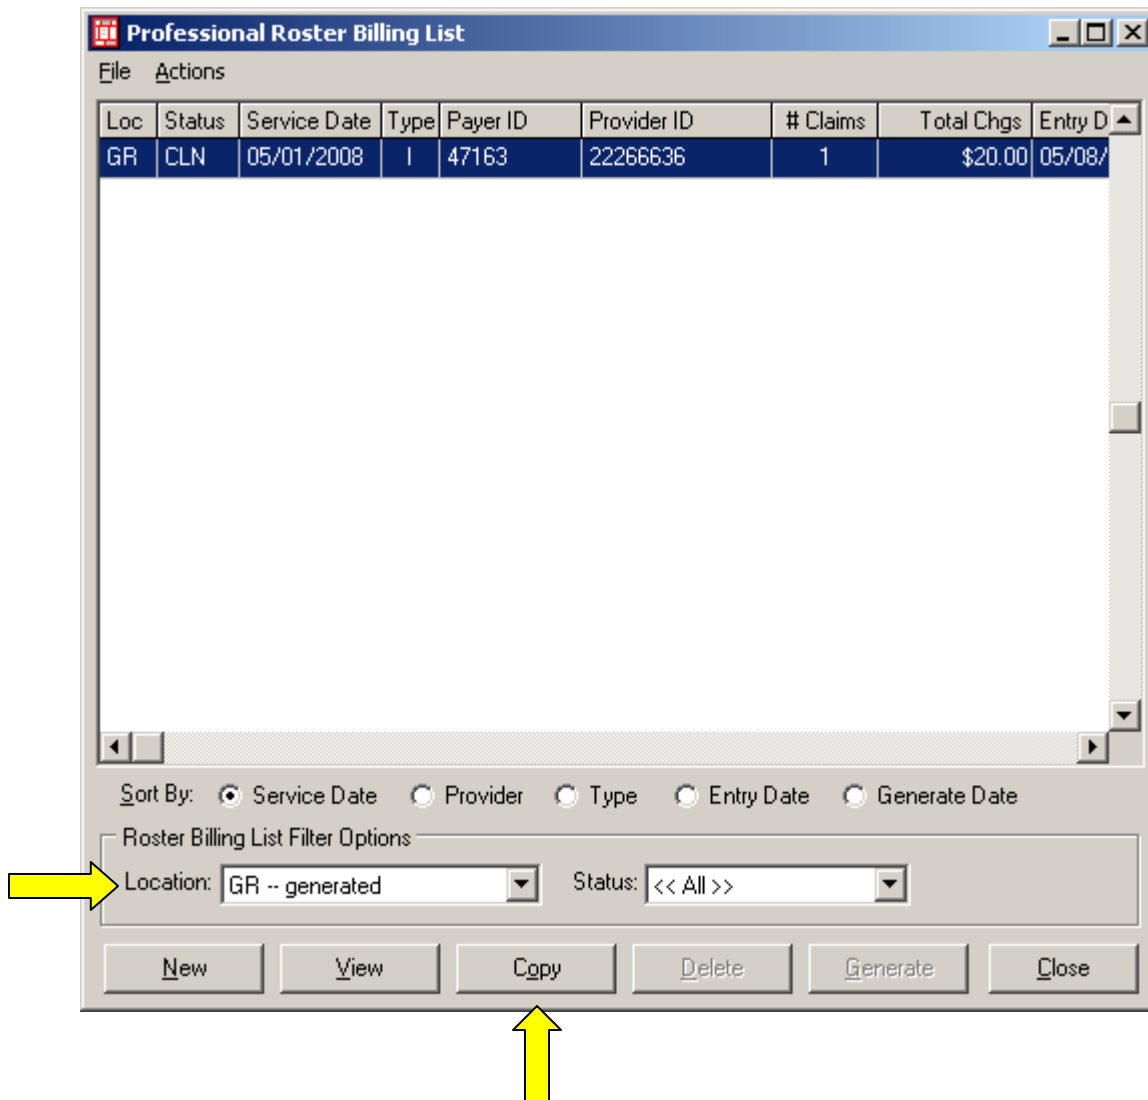 Professional Roster Billing List
File Actions
Loc Status Service Date Type Payer ID Provider ID # Claims Total Chgs Entry D
GR CLN 05/01/2008 I 47163 22266636 1 $20.00 05/08/
Sort By: Service Date Provider Type Entry Date Generate Date
Roster Billing List Filter Options
Location: GR -- generated Status: << All >>
New View Copy Delete Generate Close